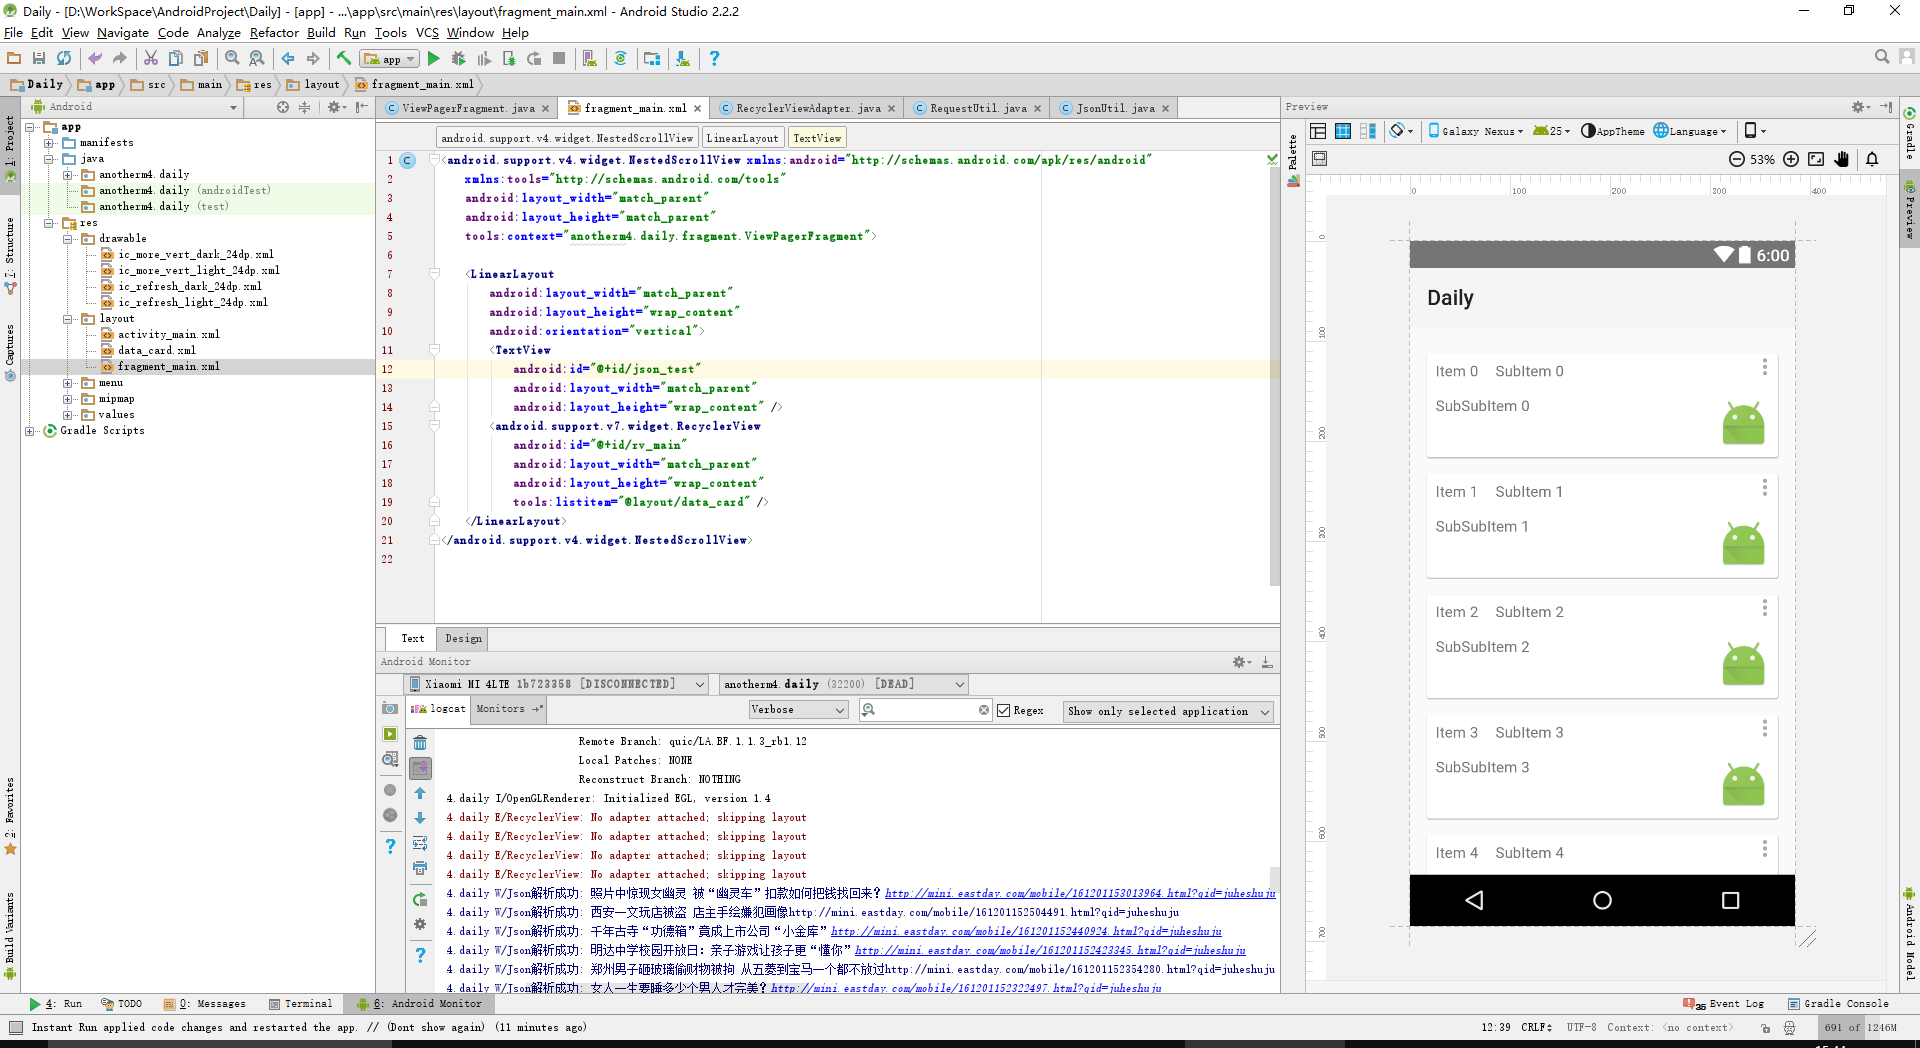 Daily - [D:\WorkSpace\AndroidProject\Daily] - [app] - ...\app\src\main\res\layout\fragment_main.xml - Android Studio 2.2.2
File Edit View Navigate Code Analyze Refactor Build Run Tools VCS Window Help
app
Daily app src main res layout fragment_main.xml
Android
ViewPagerFragment.java fragment_main.xml RecyclerViewAdapter.java RequestUtil.java JsonUtil.java
1: Project
7: Structure
Captures
2: Favorites
Build Variants
app
manifests
java
anotherm4.daily
anotherm4.daily (androidTest)
anotherm4.daily (test)
res
drawable
ic_more_vert_dark_24dp.xml
ic_more_vert_light_24dp.xml
ic_refresh_dark_24dp.xml
ic_refresh_light_24dp.xml
layout
activity_main.xml
data_card.xml
fragment_main.xml
menu
mipmap
values
Gradle Scripts
android.support.v4.widget.NestedScrollView LinearLayout TextView
1 <android.support.v4.widget.NestedScrollView xmlns:android="http://schemas.android.com/apk/res/android"
2 xmlns:tools="http://schemas.android.com/tools"
3 android:layout_width="match_parent"
4 android:layout_height="match_parent"
5 tools:context="anotherm4.daily.fragment.ViewPagerFragment">
6
7 <LinearLayout
8 android:layout_width="match_parent"
9 android:layout_height="wrap_content"
10 android:orientation="vertical">
11 <TextView
12 android:id="@+id/json_test"
13 android:layout_width="match_parent"
14 android:layout_height="wrap_content" />
15 <android.support.v7.widget.RecyclerView
16 android:id="@+id/rv_main"
17 android:layout_width="match_parent"
18 android:layout_height="wrap_content"
19 tools:listitem="@layout/data_card" />
20 </LinearLayout>
21 </android.support.v4.widget.NestedScrollView>
22
Text Design
Android Monitor
Xiaomi MI 4LTE 1b723358 [DISCONNECTED] anotherm4.daily (32200) [DEAD]
logcat Monitors Verbose Regex Show only selected application
Remote Branch: quic/LA.BF.1.1.3_rb1.12
Local Patches: NONE
Reconstruct Branch: NOTHING
4.daily I/OpenGLRenderer: Initialized EGL, version 1.4
4.daily E/RecyclerView: No adapter attached; skipping layout
4.daily E/RecyclerView: No adapter attached; skipping layout
4.daily E/RecyclerView: No adapter attached; skipping layout
4.daily E/RecyclerView: No adapter attached; skipping layout
4.daily W/Json解析成功: 照片中惊现女幽灵 被“幽灵车”扣款如何把钱找回来？http://mini.eastday.com/mobile/161201153013964.html?qid=juheshuju
4.daily W/Json解析成功: 西安一文玩店被盗 店主手绘嫌犯画像http://mini.eastday.com/mobile/161201152504491.html?qid=juheshuju
4.daily W/Json解析成功: 千年古寺“功德箱”竟成上市公司“小金库”http://mini.eastday.com/mobile/161201152440924.html?qid=juheshuju
4.daily W/Json解析成功: 明达中学校园开放日：亲子游戏让孩子更“懂你”http://mini.eastday.com/mobile/161201152423345.html?qid=juheshuju
4.daily W/Json解析成功: 郑州男子砸玻璃偷财物被拘 从五菱到宝马一个都不放过http://mini.eastday.com/mobile/161201152354280.html?qid=juheshuju
4.daily W/Json解析成功: 女人一生要睡多少个男人才完美？http://mini.eastday.com/mobile/161201152322497.html?qid=juheshuju
Preview
Palette
Galaxy Nexus 25 AppTheme Language
53%
0 100 200 300 400
0
100
200
300
400
500
600
700
6:00
Daily
Item 0 SubItem 0
SubSubItem 0
Item 1 SubItem 1
SubSubItem 1
Item 2 SubItem 2
SubSubItem 2
Item 3 SubItem 3
SubSubItem 3
Item 4 SubItem 4
Gradle
Preview
Android Model
4: Run TODO 0: Messages Terminal 6: Android Monitor 35 Event Log Gradle Console
Instant Run applied code changes and restarted the app. // (Dont show again) (11 minutes ago) 12:39 CRLF UTF-8 Context: <no context> 691 of 1246M